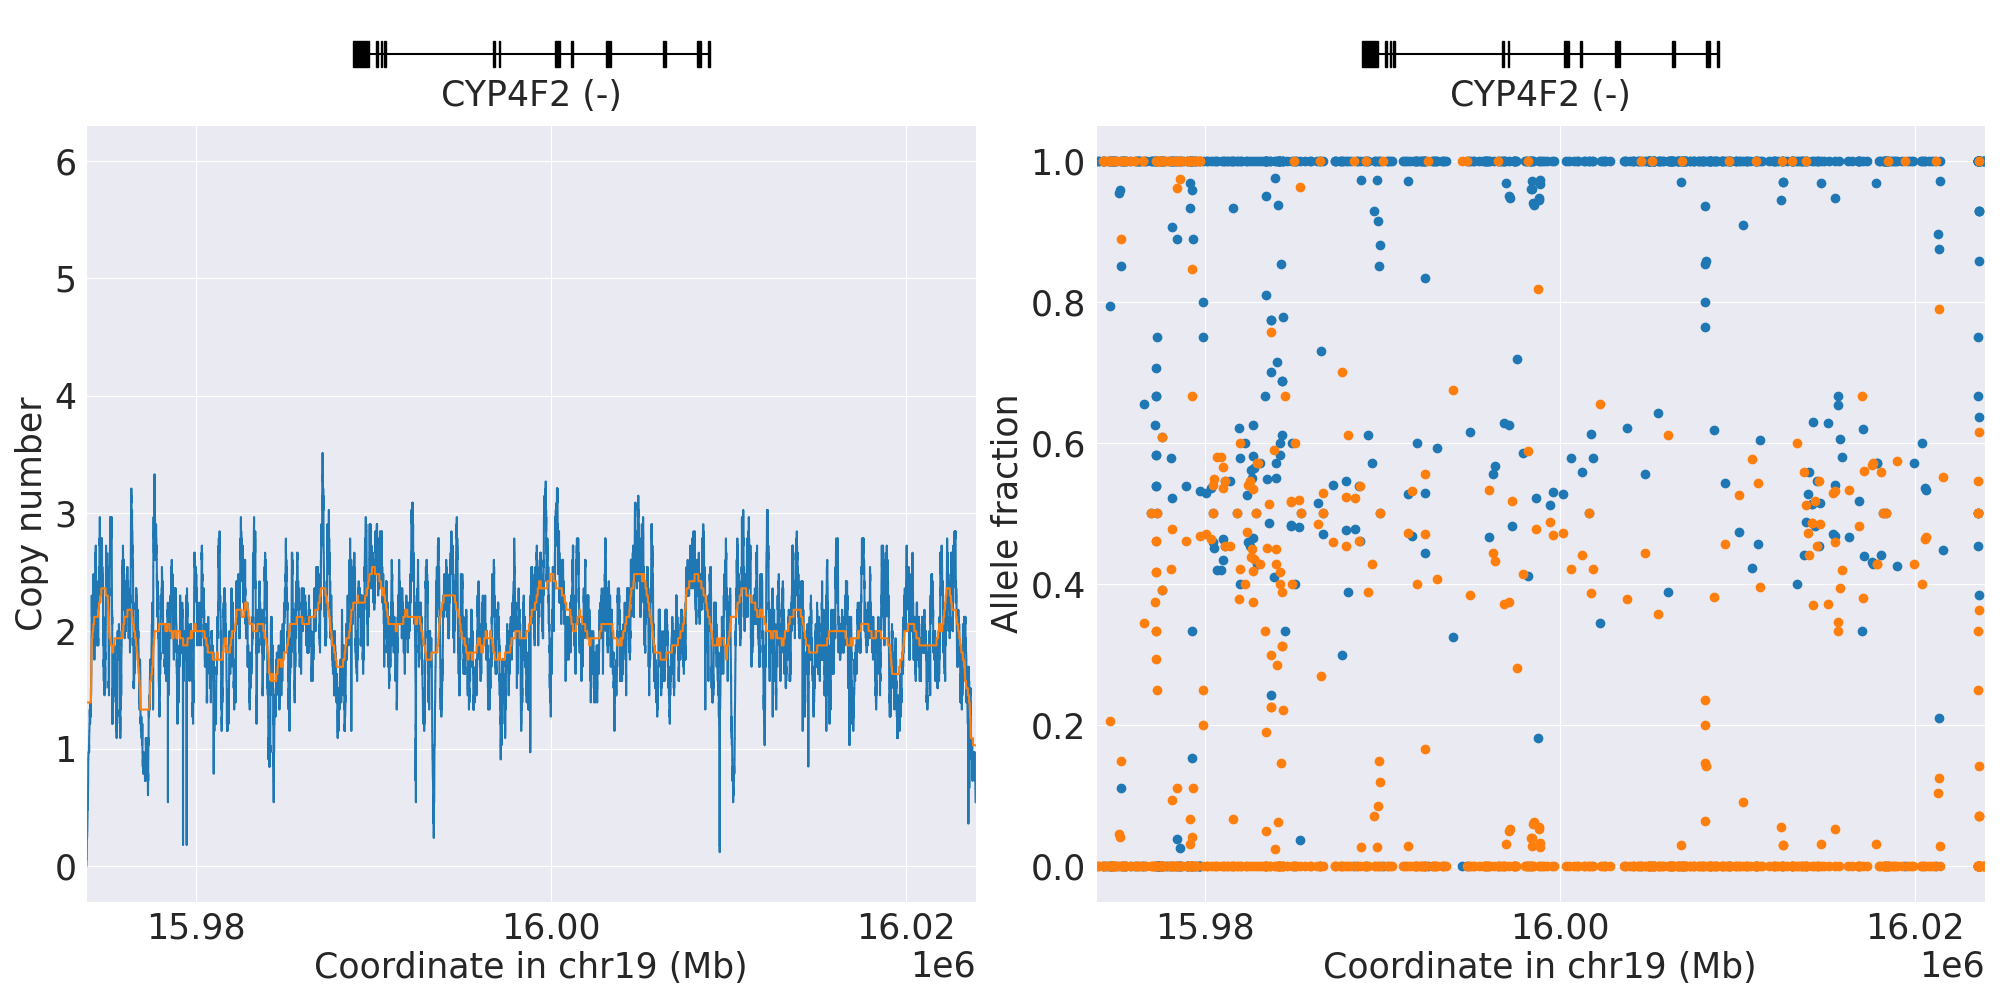 CYP4F2 (-)
Copy number
6
5
4
3
2
1
0
15.98
16.00
16.02
Coordinate in chr19 (Mb)
1e6
CYP4F2 (-)
Allele fraction
1.0
0.8
0.6
0.4
0.2
0.0
15.98
16.00
16.02
Coordinate in chr19 (Mb)
1e6